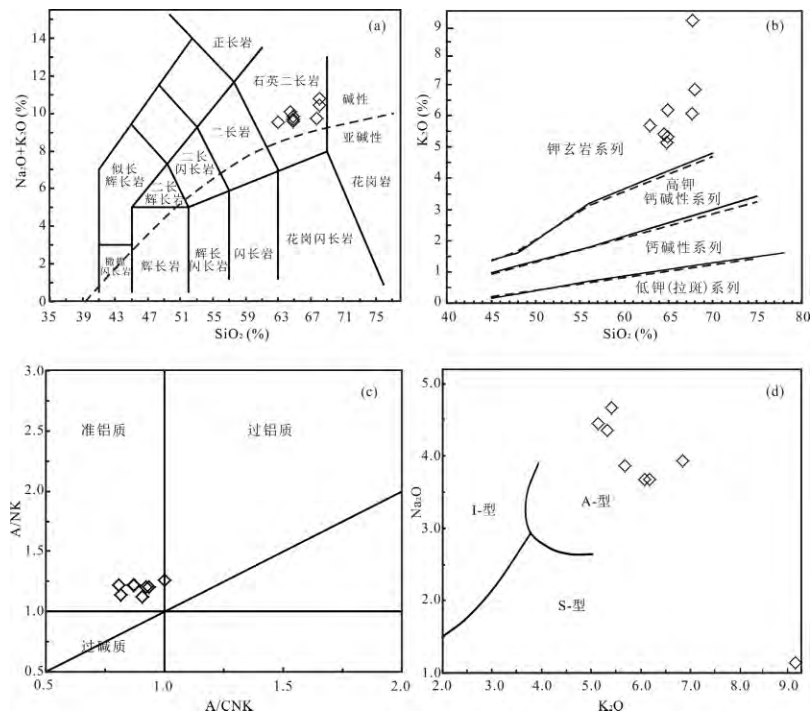 (a)
Na₂O+K₂O (%)
14
12
10
8
6
4
2
0
35
39
41
45
47
51
53
57
59
63
65
69
71
75
77
SiO₂ (%)
正长岩
石英二长岩
碱性
亚碱性
二长岩
二长
闪长岩
二长
辉长岩
似长
辉长岩
花岗岩
花岗闪长岩
闪长岩
辉长
闪长岩
辉长岩
闪长岩
(b)
K₂O (%)
9
8
7
6
5
4
3
2
1
0
40
45
50
55
60
65
70
75
80
SiO₂ (%)
钾玄岩系列
高钾
钙碱性系列
钙碱性系列
低钾(拉斑)系列
(c)
A/NK
3.0
2.5
2.0
1.5
1.0
0.5
0.5
1.0
1.5
2.0
A/CNK
准铝质
过铝质
过碱质
(d)
Na₂O
5.0
4.0
3.0
2.0
1.0
2.0
3.0
4.0
5.0
6.0
7.0
8.0
9.0
K₂O
I-型
A-型
S-型